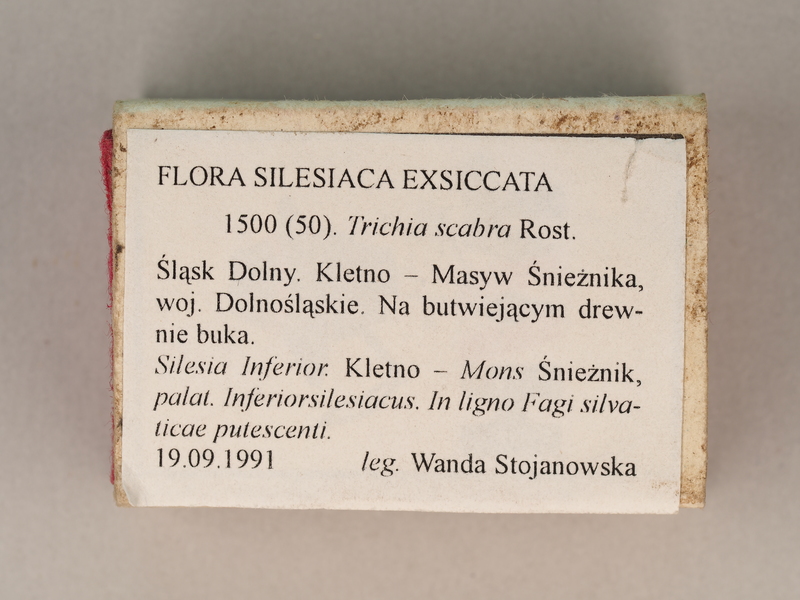 FLORA SILESIACA EXSICCATA
1500 (50). Trichia scabra Rost.
Śląsk Dolny. Kletno – Masyw Śnieżnika,
woj. Dolnośląskie. Na butwiejącym drew-
nie buka.
Silesia Inferior. Kletno – Mons Śnieżnik,
palat. Inferiorsilesiacus. In ligno Fagi silva-
ticae putescenti.
19.09.1991 leg. Wanda Stojanowska